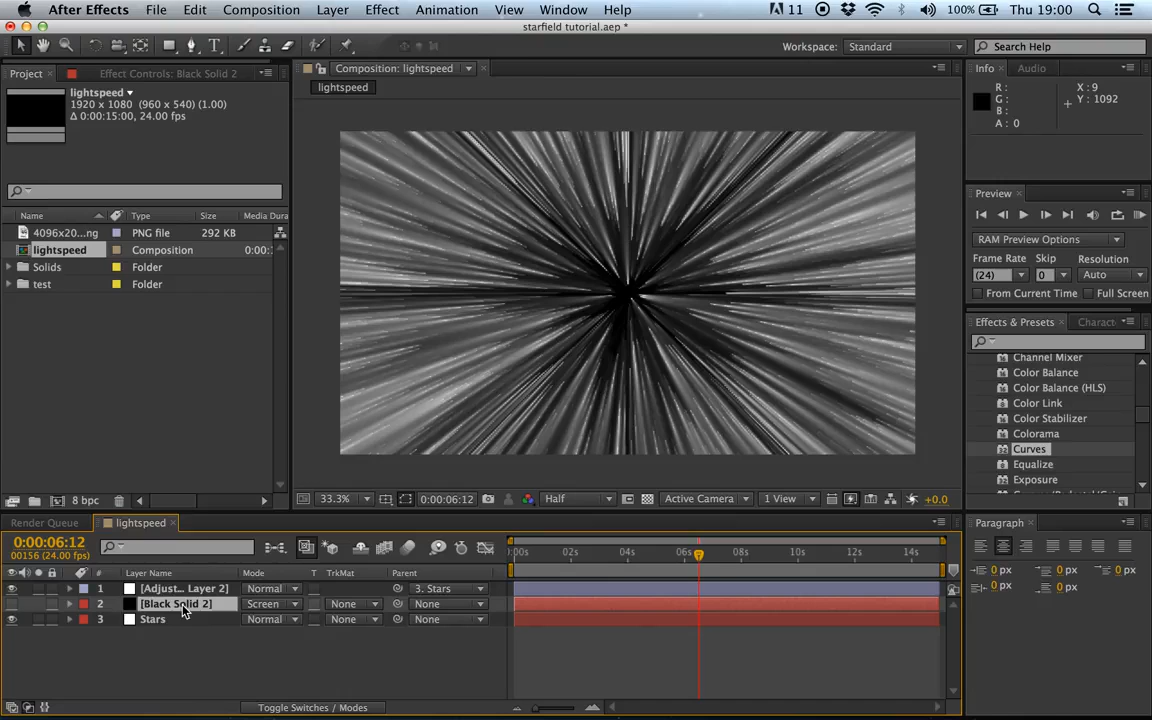 After Effects File Edit Composition Layer Effect Animation View Window Help 11 100% Thu 19:00
starfield tutorial.aep *
T Workspace: Standard Search Help
Project Effect Controls: Black Solid 2 Composition: lightspeed Info Audio
lightspeed
1920 x 1080 (960 x 540) (1.00)
Δ 0:00:15:00, 24.00 fps
lightspeed
R :
G :
B :
A : 0
X : 9
Y : 1092
Preview
RAM Preview Options
Frame Rate Skip Resolution
(24) 0 Auto
From Current Time Full Screen
Name Type Size Media Dura
4096x20...ng PNG file 292 KB
lightspeed Composition 0:00:
Solids Folder
test Folder
Effects & Presets Charact
Channel Mixer
Color Balance
Color Balance (HLS)
Color Link
Color Stabilizer
Colorama
Curves
Equalize
Exposure
8 bpc
33.3% 0:00:06:12 Half Active Camera 1 View +0.0
Render Queue lightspeed
0:00:06:12
00156 (24.00 fps)
:00s 02s 04s 06s 08s 10s 12s 14s
# Layer Name Mode T TrkMat Parent
1 [Adjust... Layer 2] Normal 3. Stars
2 [Black Solid 2] Screen None None
3 Stars Normal None None
Toggle Switches / Modes
Paragraph
0 px 0 px 0 px
0 px 0 px